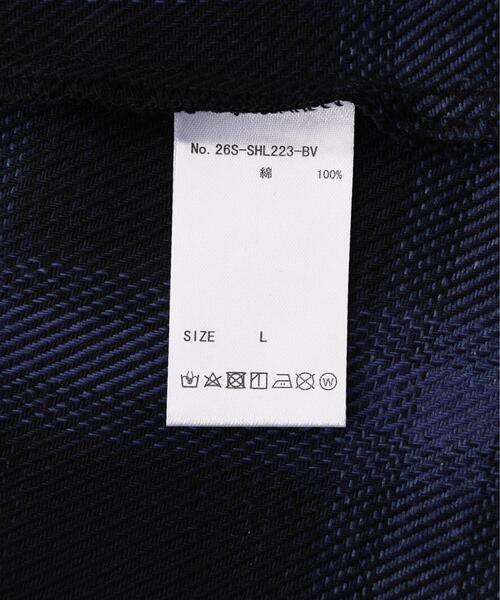 No. 26S-SHL223-BV
綿 100%
SIZE L
W